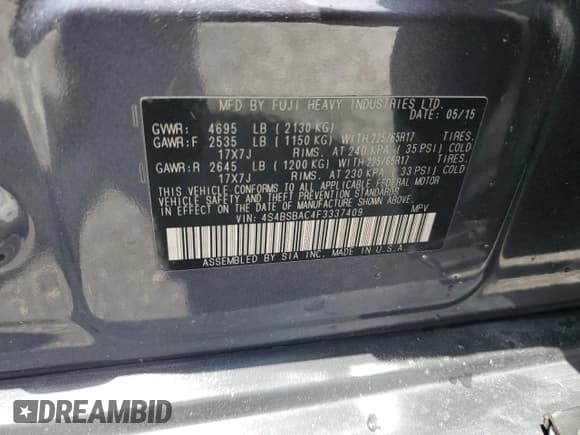 MFD BY FUJI HEAVY INDUSTRIES LTD.
DATE: 05/15
GVWR: 4695 LB ( 2130 KG)
GAWR:F 2535 LB ( 1150 KG) WITH 225/65R17 TIRES.
17X7J RIMS. AT 240 KPA ( 35 PSI) COLD
GAWR:R 2645 LB ( 1200 KG) WITH 225/65R17 TIRES.
17X7J RIMS. AT 230 KPA ( 33 PSI) COLD
THIS VEHICLE CONFORMS TO ALL APPLICABLE FEDERAL MOTOR
VEHICLE SAFETY AND THEFT PREVENTION STANDARDS
IN EFFECT ON THE DATE OF MANUFACTURE SHOWN ABOVE.
VIN: 4S4BSBAC4F3337409 MPV
ASSEMBLED BY SIA INC. MADE IN U.S.A.
DREAMBID